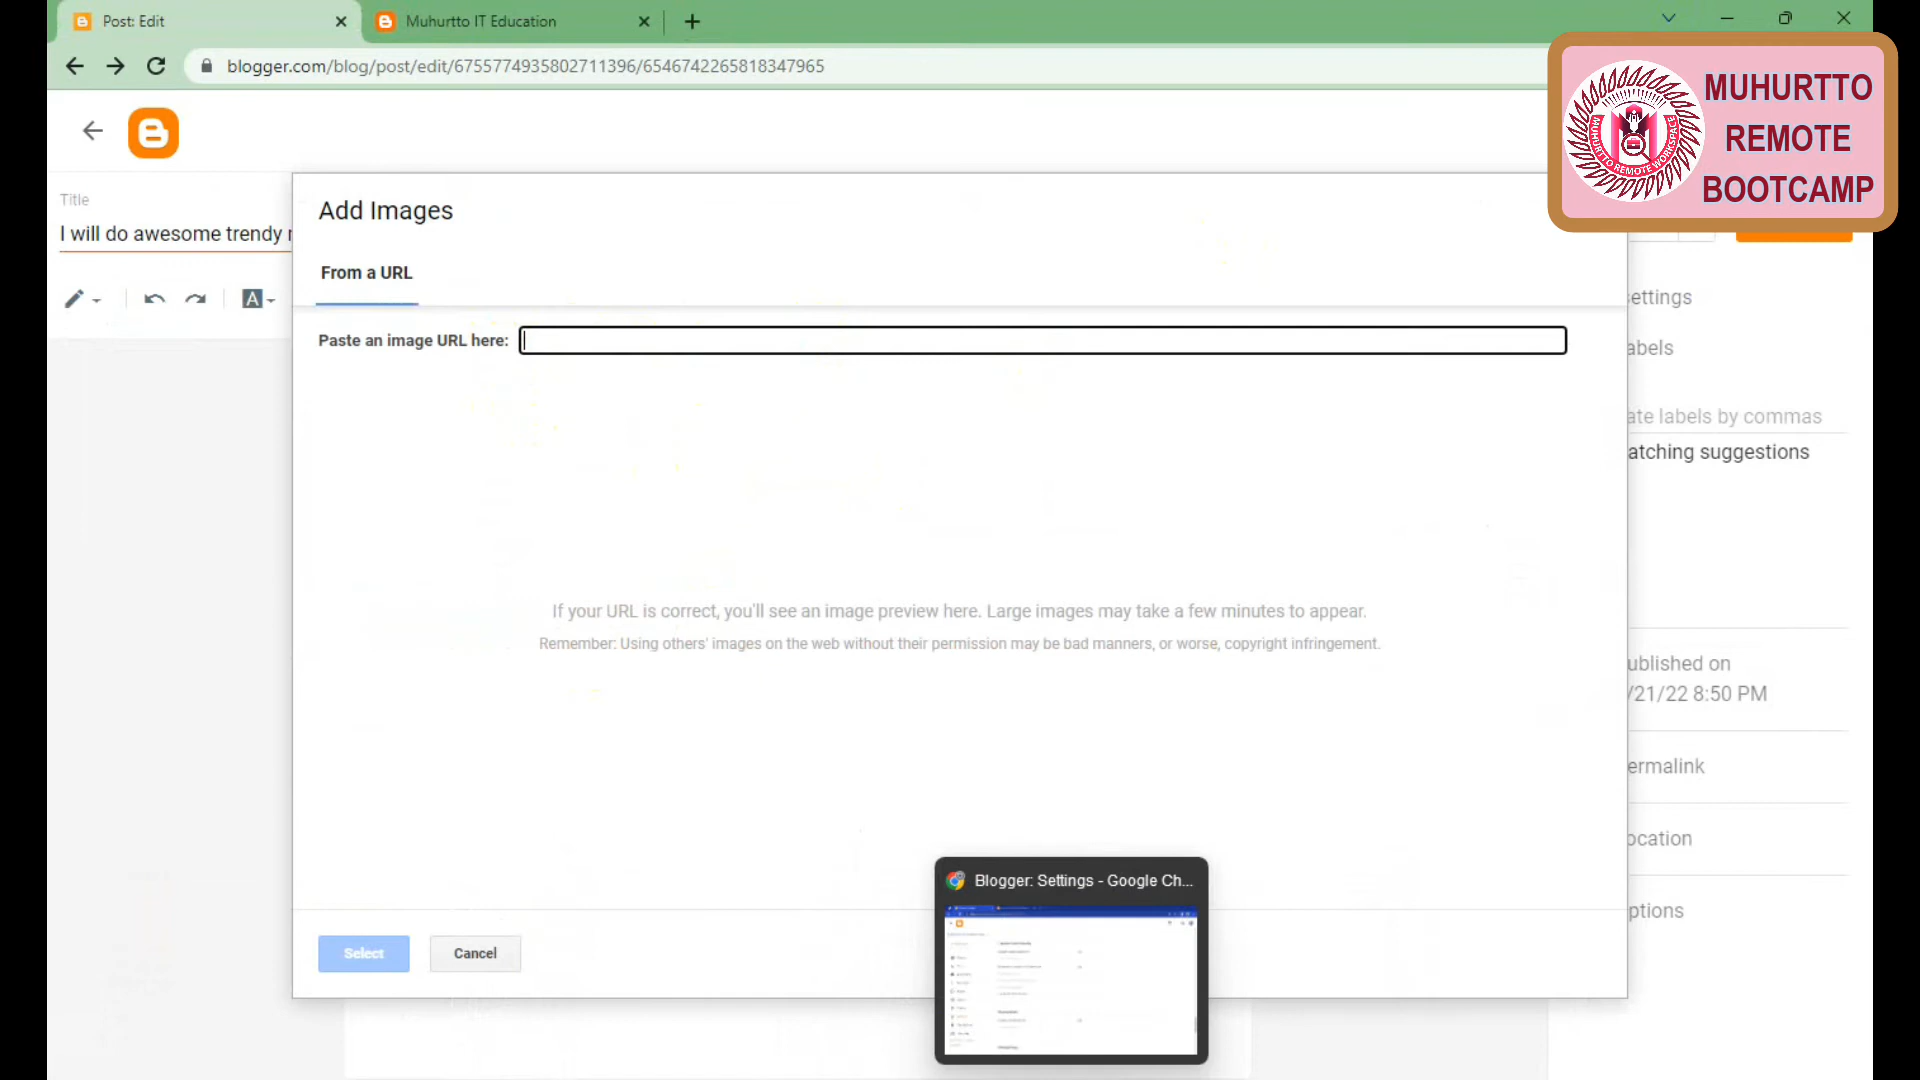 Post: Edit
Muhurtto IT Education
blogger.com/blog/post/edit/6755774935802711396/6546742265818347965
MUHURTTO
REMOTE
BOOTCAMP
MUHURTTO REMOTE WORKSPACE
Title
I will do awesome trendy
Add Images
From a URL
Paste an image URL here:
ettings
abels
ate labels by commas
atching suggestions
If your URL is correct, you'll see an image preview here. Large images may take a few minutes to appear.
Remember: Using others' images on the web without their permission may be bad manners, or worse, copyright infringement.
ublished on
/21/22 8:50 PM
ermalink
ocation
ptions
Blogger: Settings - Google Ch...
Select
Cancel